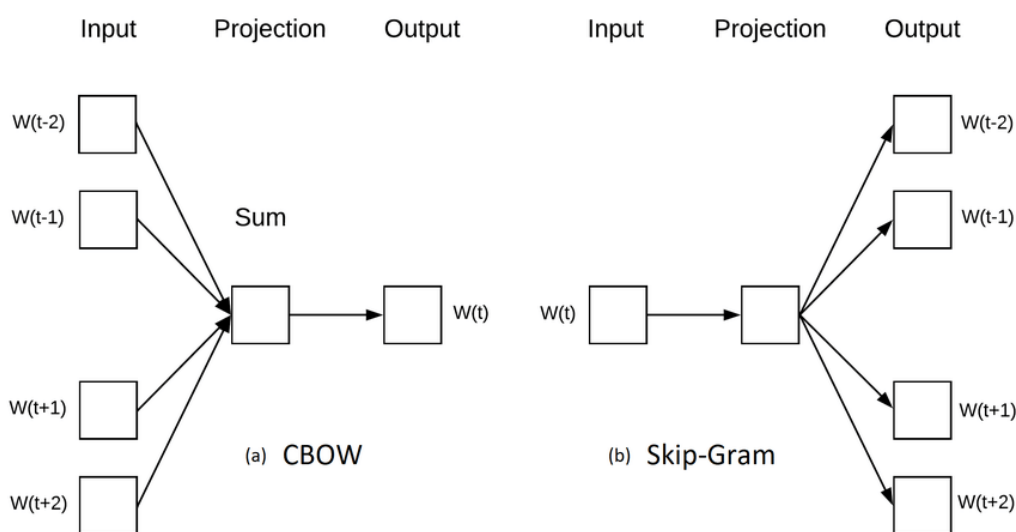 Input Projection Output Input Projection Output
W(t-2) W(t-2)
W(t-1) Sum W(t-1)
W(t) W(t)
W(t+1) W(t+1)
(a) CBOW (b) Skip-Gram
W(t+2) W(t+2)